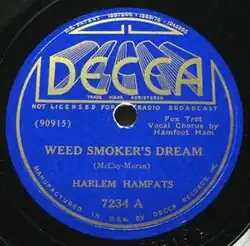 DECCA
TRADE MARK REGISTERED
NOT LICENSED FOR RADIO BROADCAST
(90915)
Fox Trot
Vocal Chorus by
Hamfoot Ham
WEED SMOKER'S DREAM
(McCoy-Moran)
HARLEM HAMFATS
7234 A
MANUFACTURED IN U.S.A. BY DECCA RECORDS, INC.